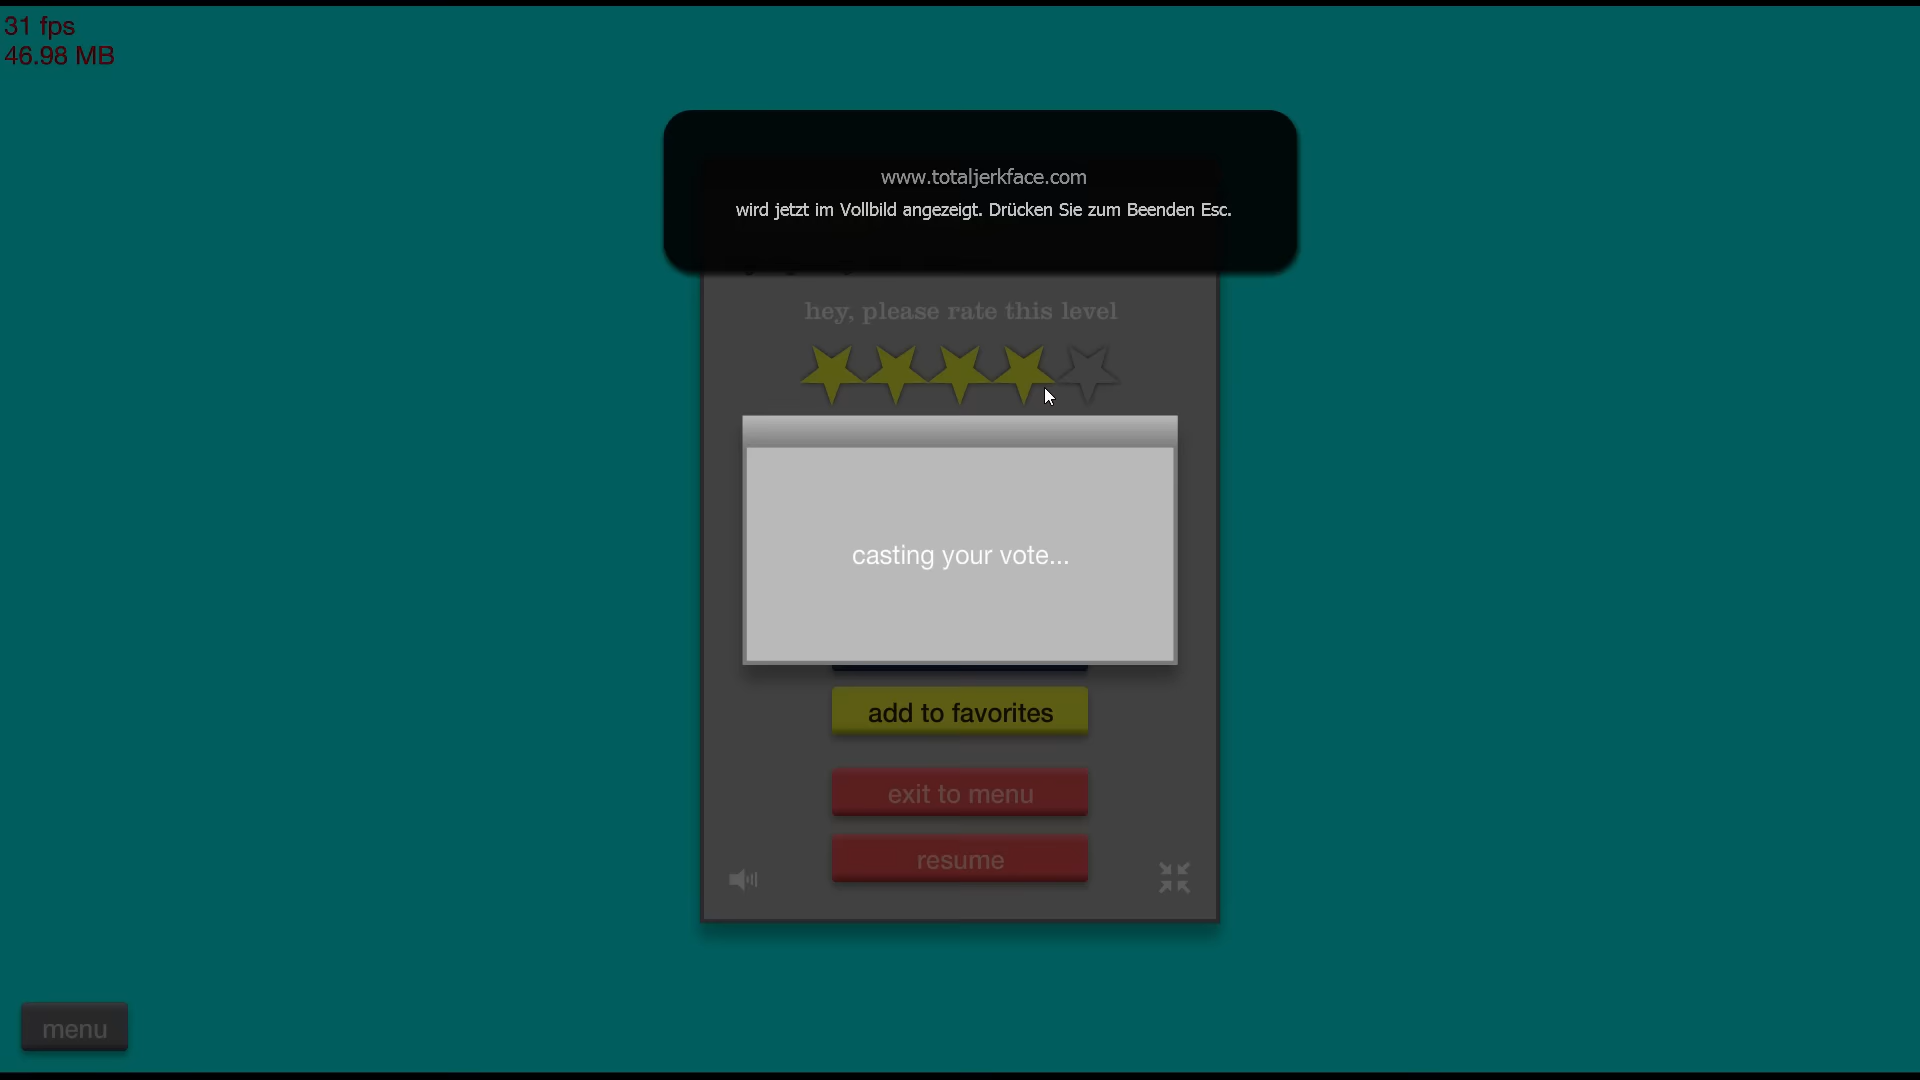 31 fps
46.98 MB
www.totaljerkface.com
wird jetzt im Vollbild angezeigt. Drücken Sie zum Beenden Esc.
hey, please rate this level
casting your vote...
add to favorites
exit to menu
resume
menu